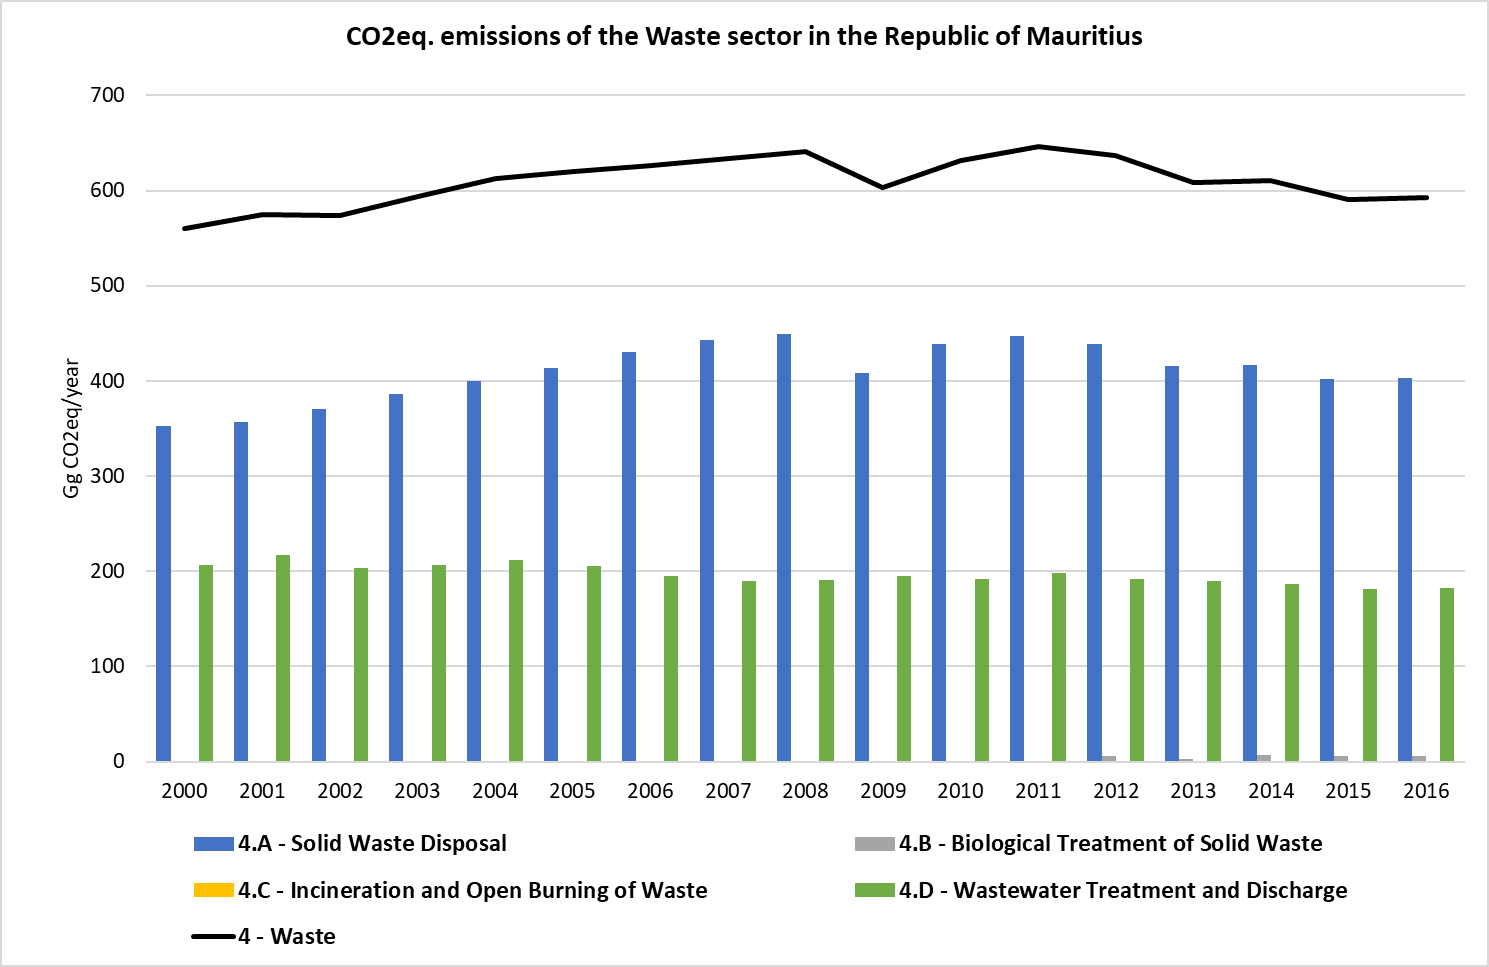 CO2eq. emissions of the Waste sector in the Republic of Mauritius
700
600
500
400
300
200
100
0
Gg CO2eq/year
2000 2001 2002 2003 2004 2005 2006 2007 2008 2009 2010 2011 2012 2013 2014 2015 2016
4.A - Solid Waste Disposal 4.B - Biological Treatment of Solid Waste
4.C - Incineration and Open Burning of Waste 4.D - Wastewater Treatment and Discharge
4 - Waste